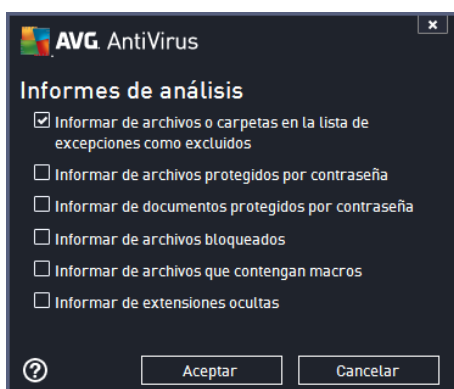 AVG AntiVirus
Informes de análisis
Informar de archivos o carpetas en la lista de
excepciones como excluidos
Informar de archivos protegidos por contraseña
Informar de documentos protegidos por contraseña
Informar de archivos bloqueados
Informar de archivos que contengan macros
Informar de extensiones ocultas
Aceptar
Cancelar